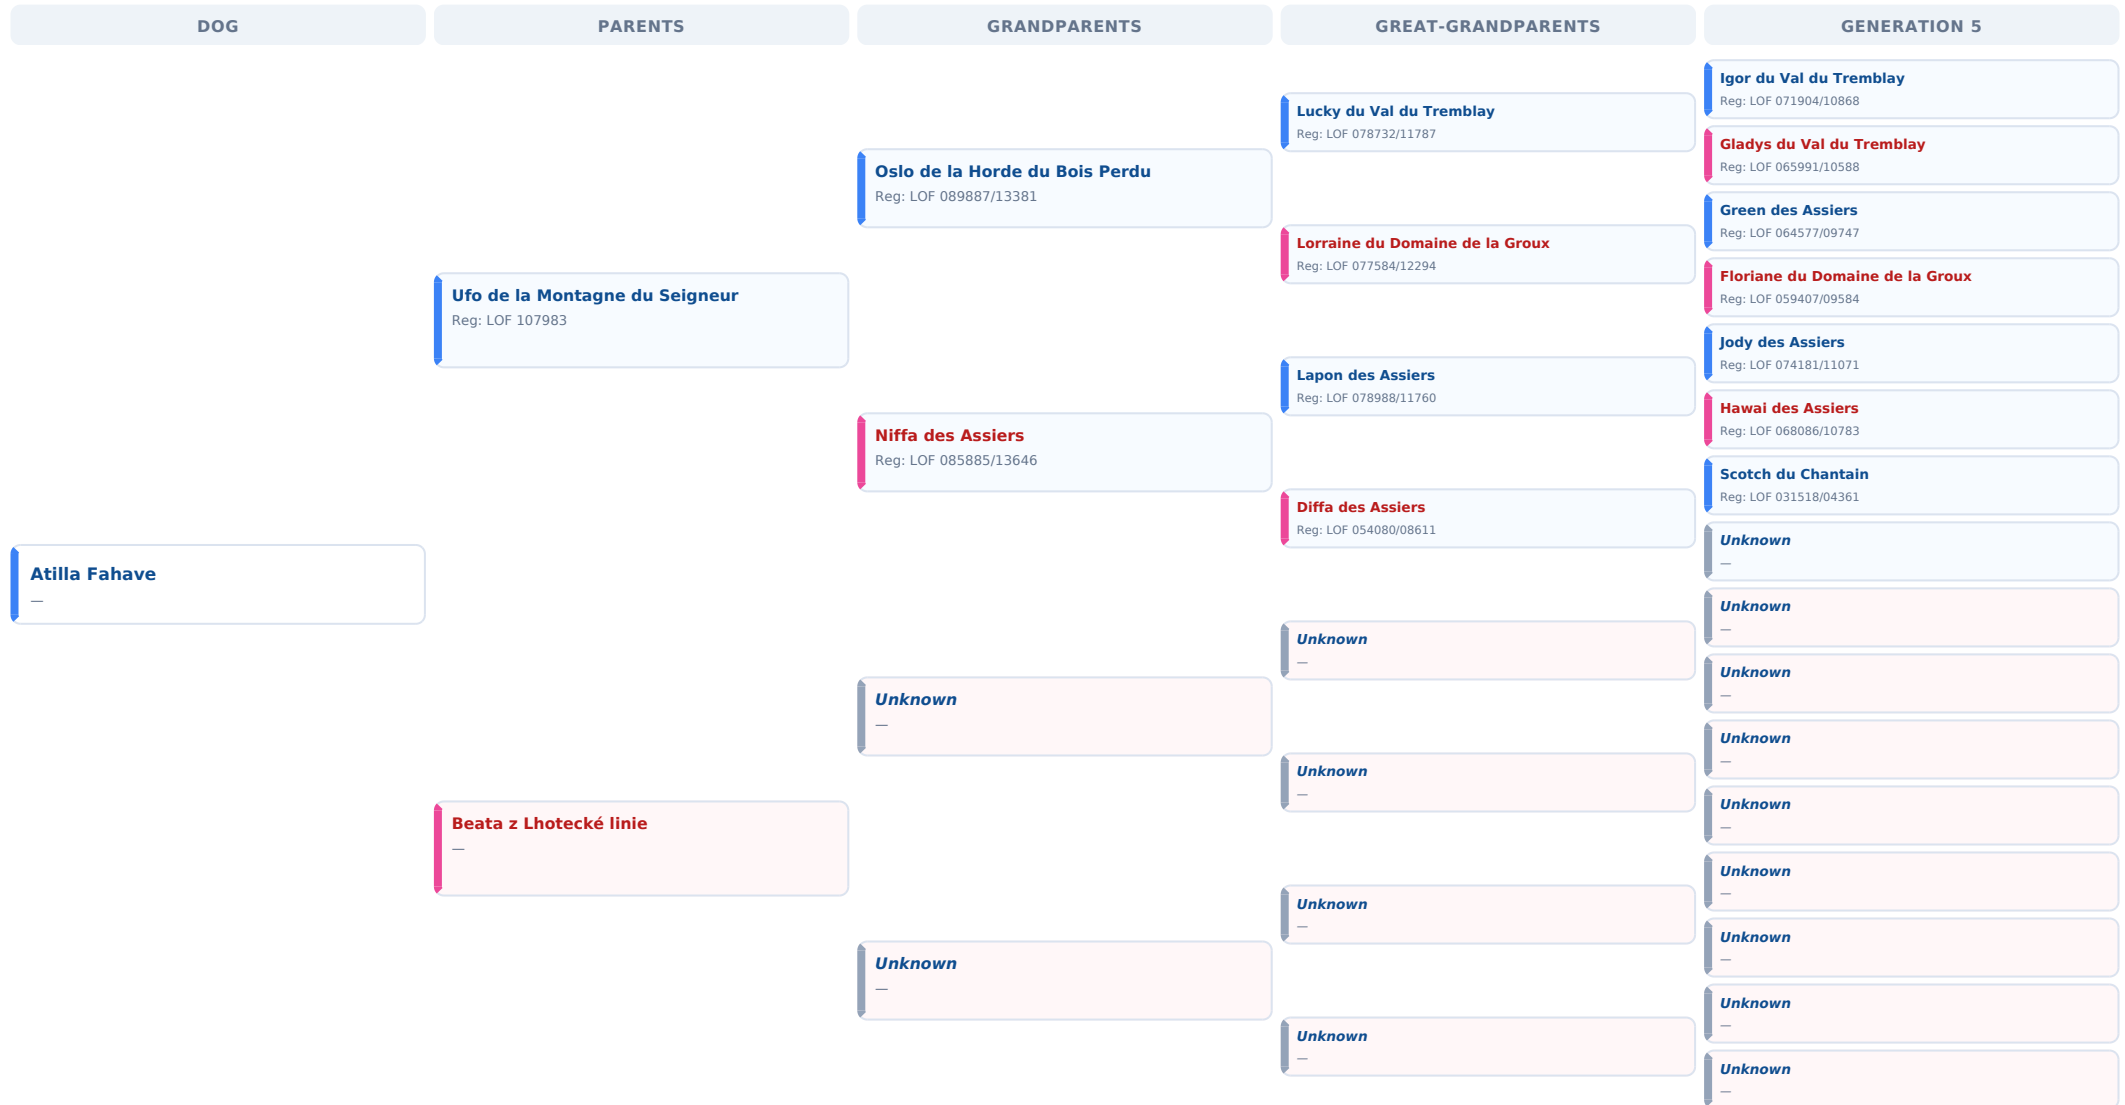 DOG
PARENTS
GRANDPARENTS
GREAT-GRANDPARENTS
GENERATION 5
Atilla Fahave
—
Ufo de la Montagne du Seigneur
Reg: LOF 107983
Beata z Lhotecké linie
—
Oslo de la Horde du Bois Perdu
Reg: LOF 089887/13381
Niffa des Assiers
Reg: LOF 085885/13646
Unknown
—
Unknown
—
Lucky du Val du Tremblay
Reg: LOF 078732/11787
Lorraine du Domaine de la Groux
Reg: LOF 077584/12294
Lapon des Assiers
Reg: LOF 078988/11760
Diffa des Assiers
Reg: LOF 054080/08611
Unknown
—
Unknown
—
Unknown
—
Unknown
—
Igor du Val du Tremblay
Reg: LOF 071904/10868
Gladys du Val du Tremblay
Reg: LOF 065991/10588
Green des Assiers
Reg: LOF 064577/09747
Floriane du Domaine de la Groux
Reg: LOF 059407/09584
Jody des Assiers
Reg: LOF 074181/11071
Hawai des Assiers
Reg: LOF 068086/10783
Scotch du Chantain
Reg: LOF 031518/04361
Unknown
—
Unknown
—
Unknown
—
Unknown
—
Unknown
—
Unknown
—
Unknown
—
Unknown
—
Unknown
—